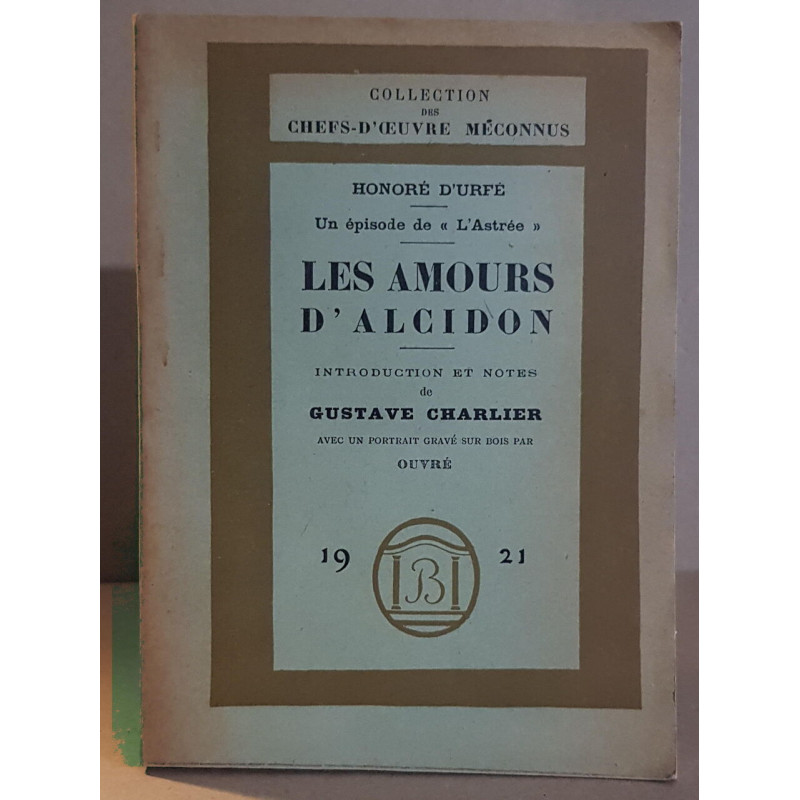 COLLECTION
DES
CHEFS-D'ŒUVRE MÉCONNUS
HONORÉ D'URFÉ
Un épisode de « L'Astrée »
LES AMOURS
D'ALCIDON
INTRODUCTION ET NOTES
de
GUSTAVE CHARLIER
AVEC UN PORTRAIT GRAVÉ SUR BOIS PAR
OUVRÉ
19 B 21